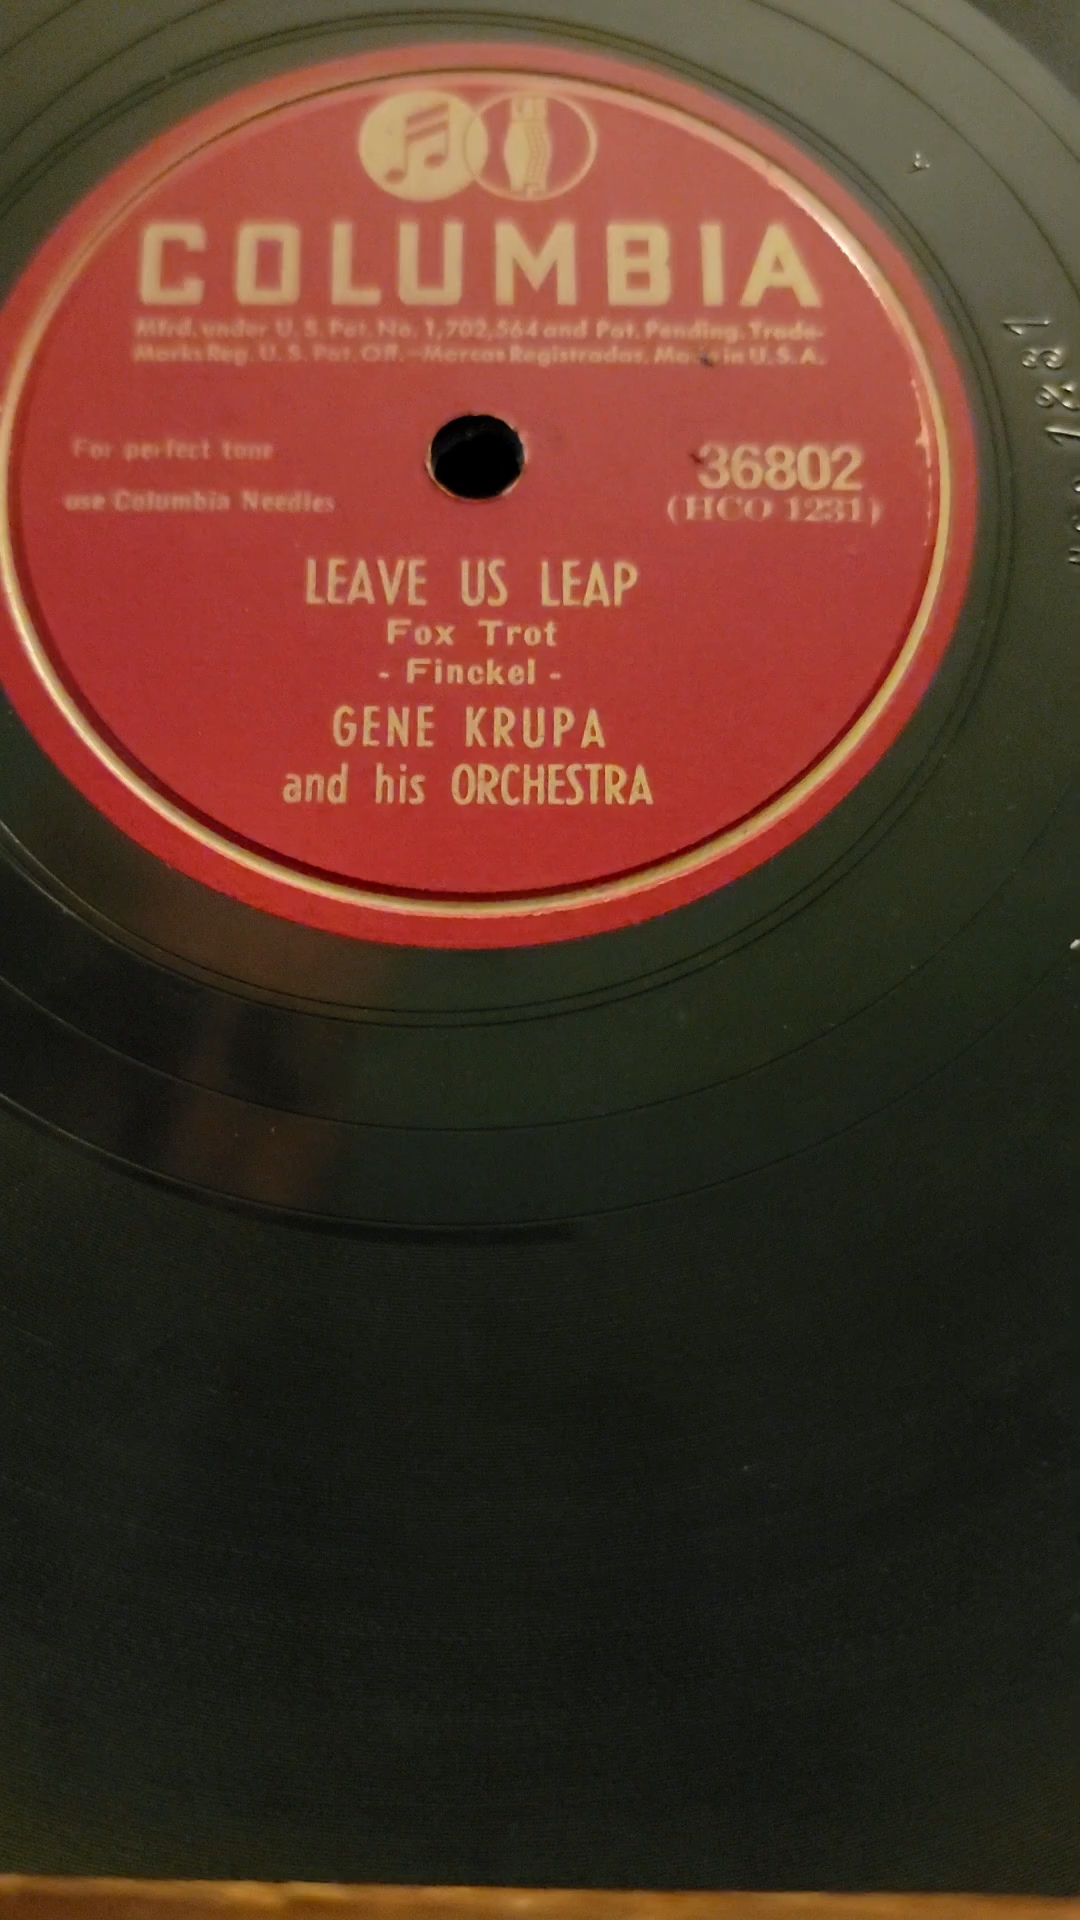 COLUMBIA
Mfrd. under U. S. Pat. No. 1,702,564 and Pat. Pending. Trade-
Marks Reg. U. S. Pat. Off.—Marcas Registradas. Made in U.S.A.
For perfect tone
use Columbia Needles
36802
(HCO 1231)
LEAVE US LEAP
Fox Trot
- Finckel -
GENE KRUPA
and his ORCHESTRA
1231